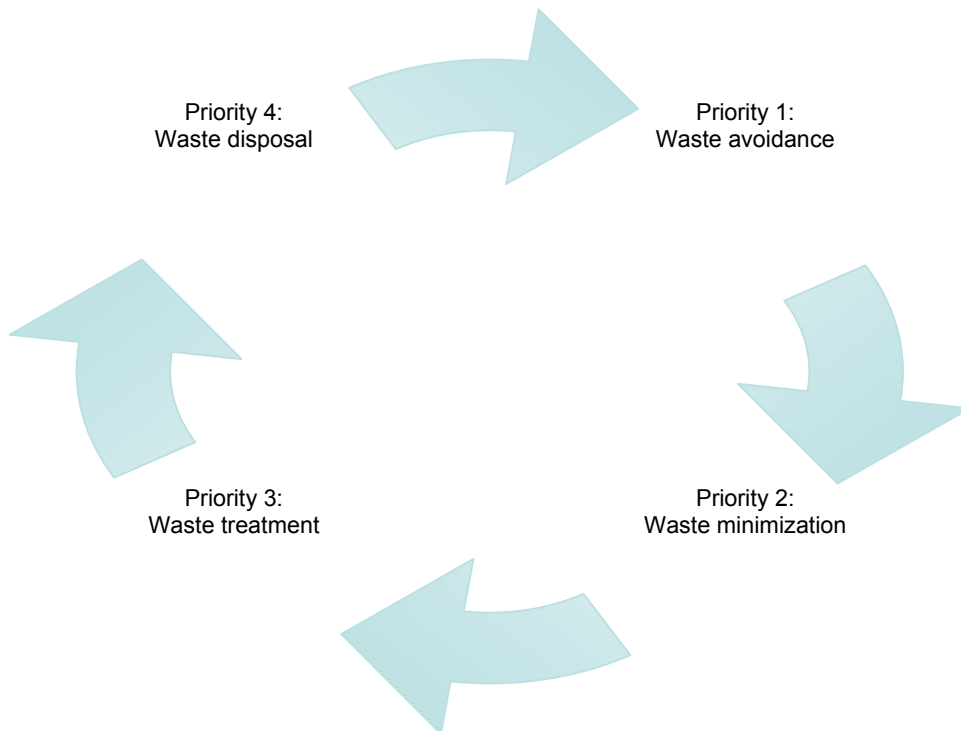 Priority 4:
Waste disposal
Priority 1:
Waste avoidance
Priority 3:
Waste treatment
Priority 2:
Waste minimization